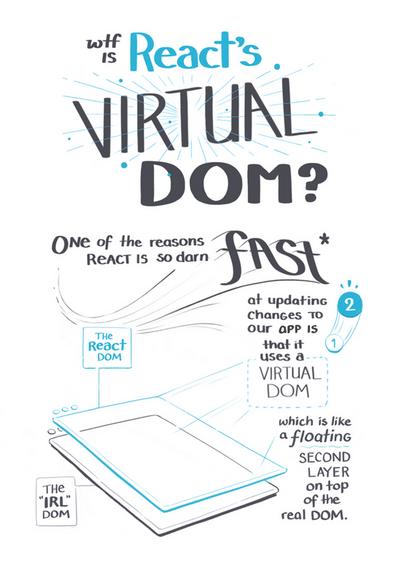 wtf
is React's
VIRTUAL
DOM?
ONE of the reasons
REACT IS so darn
fAST*
at updating
CHANGES TO
our APP IS
that it
uses a
VIRTUAL
DOM
2
1
THE
React
DOM
which is like
a floating
SECOND
LAYER
on top
of the
real DOM.
THE
"IRL"
DOM